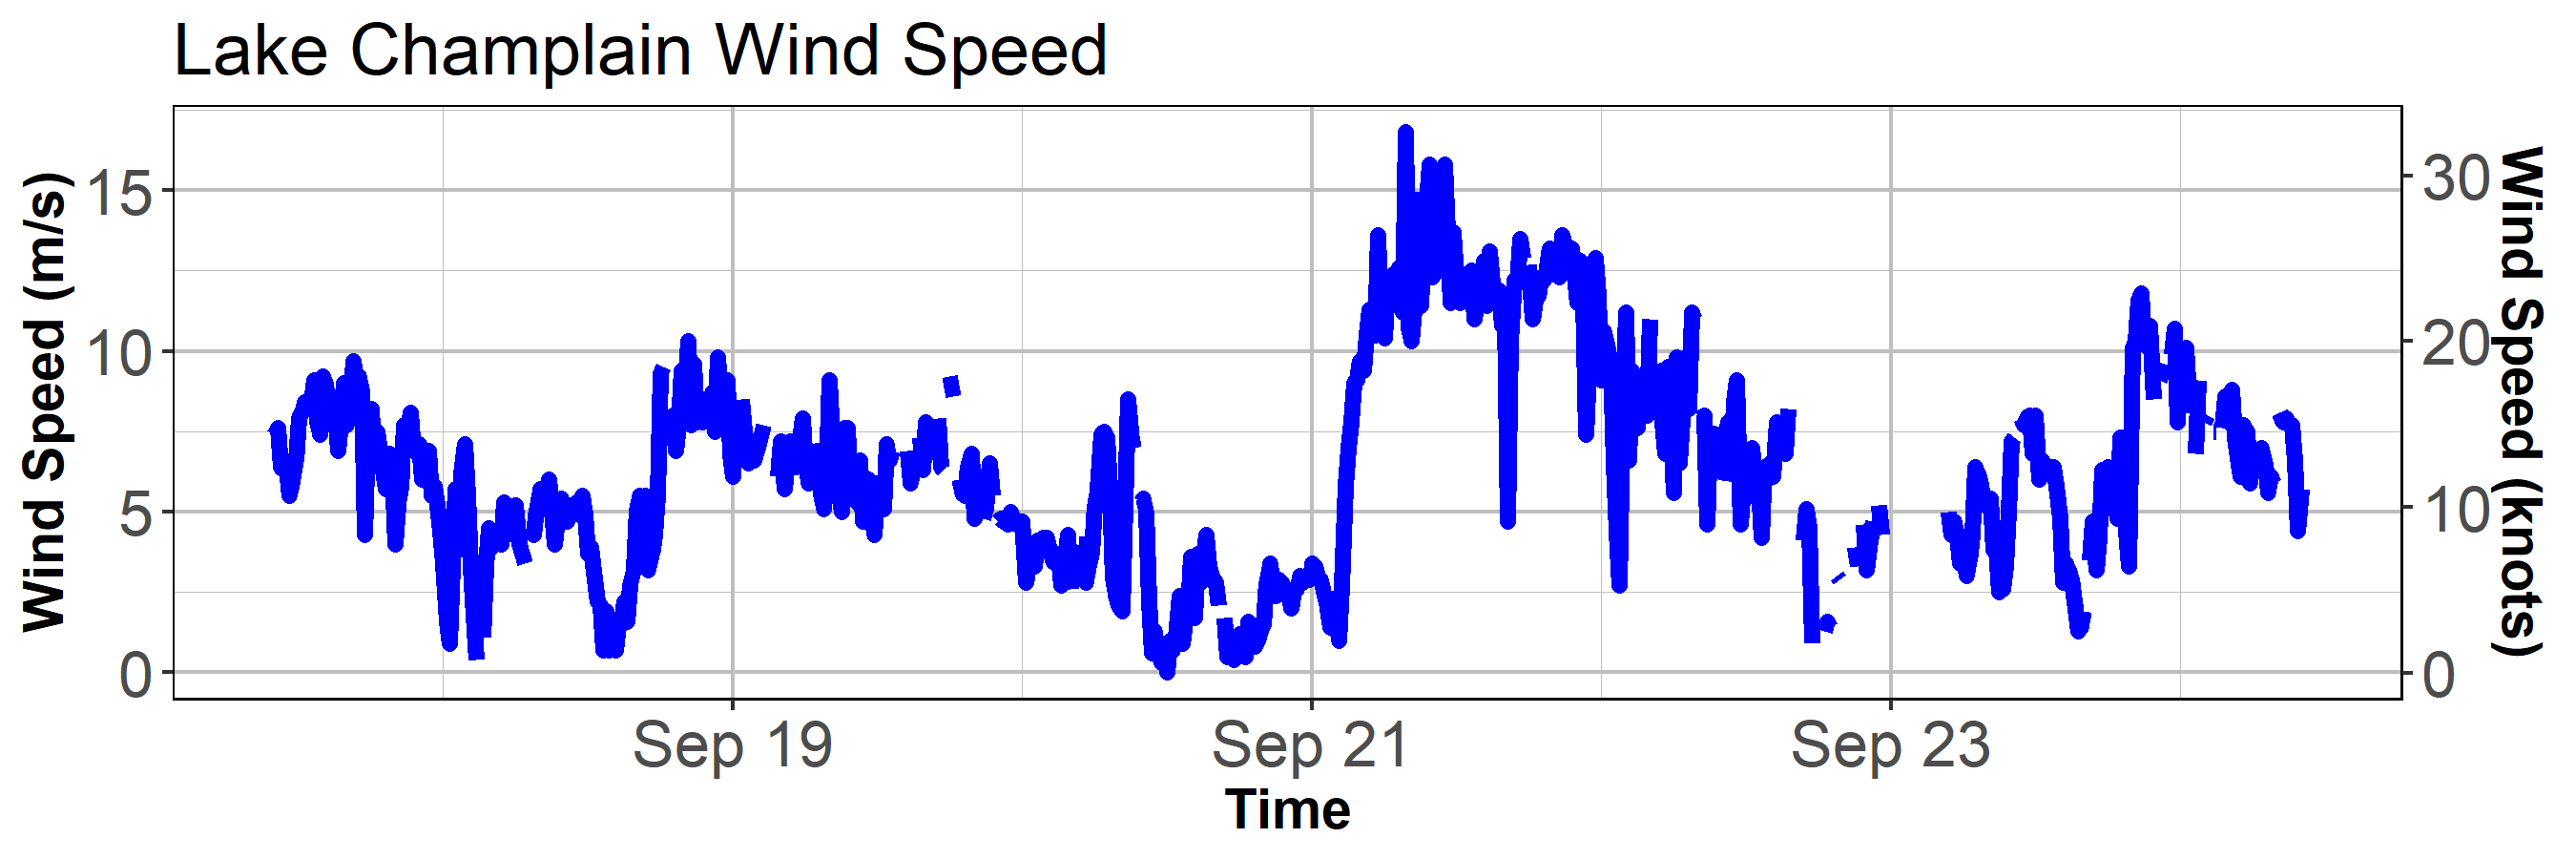 Lake Champlain Wind Speed
Wind Speed (m/s)
15
10
5
0
30
20
10
0
Wind Speed (knots)
Sep 19
Sep 21
Sep 23
Time